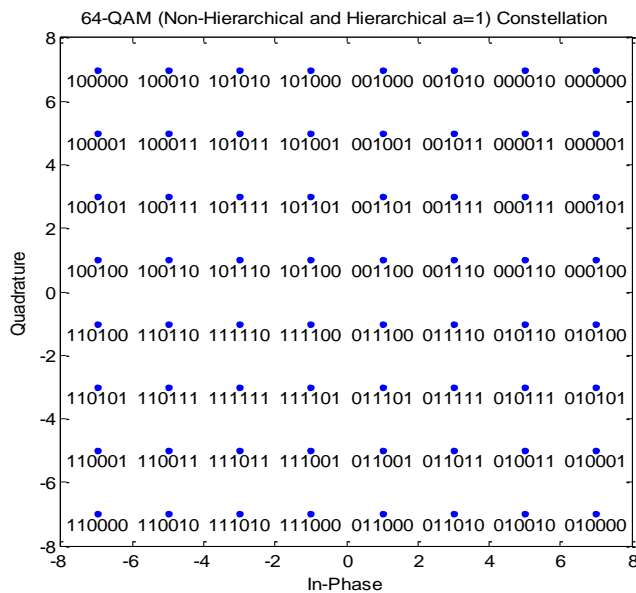 64-QAM (Non-Hierarchical and Hierarchical a=1) Constellation
8
100000 100010 101010 101000 001000 001010 000010 000000
6
100001 100011 101011 101001 001001 001011 000011 000001
4
100101 100111 101111 101101 001101 001111 000111 000101
2
100100 100110 101110 101100 001100 001110 000110 000100
0
110100 110110 111110 111100 011100 011110 010110 010100
-2
110101 110111 111111 111101 011101 011111 010111 010101
-4
110001 110011 111011 111001 011001 011011 010011 010001
-6
110000 110010 111010 111000 011000 011010 010010 010000
-8
-8 -6 -4 -2 0 2 4 6 8
In-Phase
Quadrature